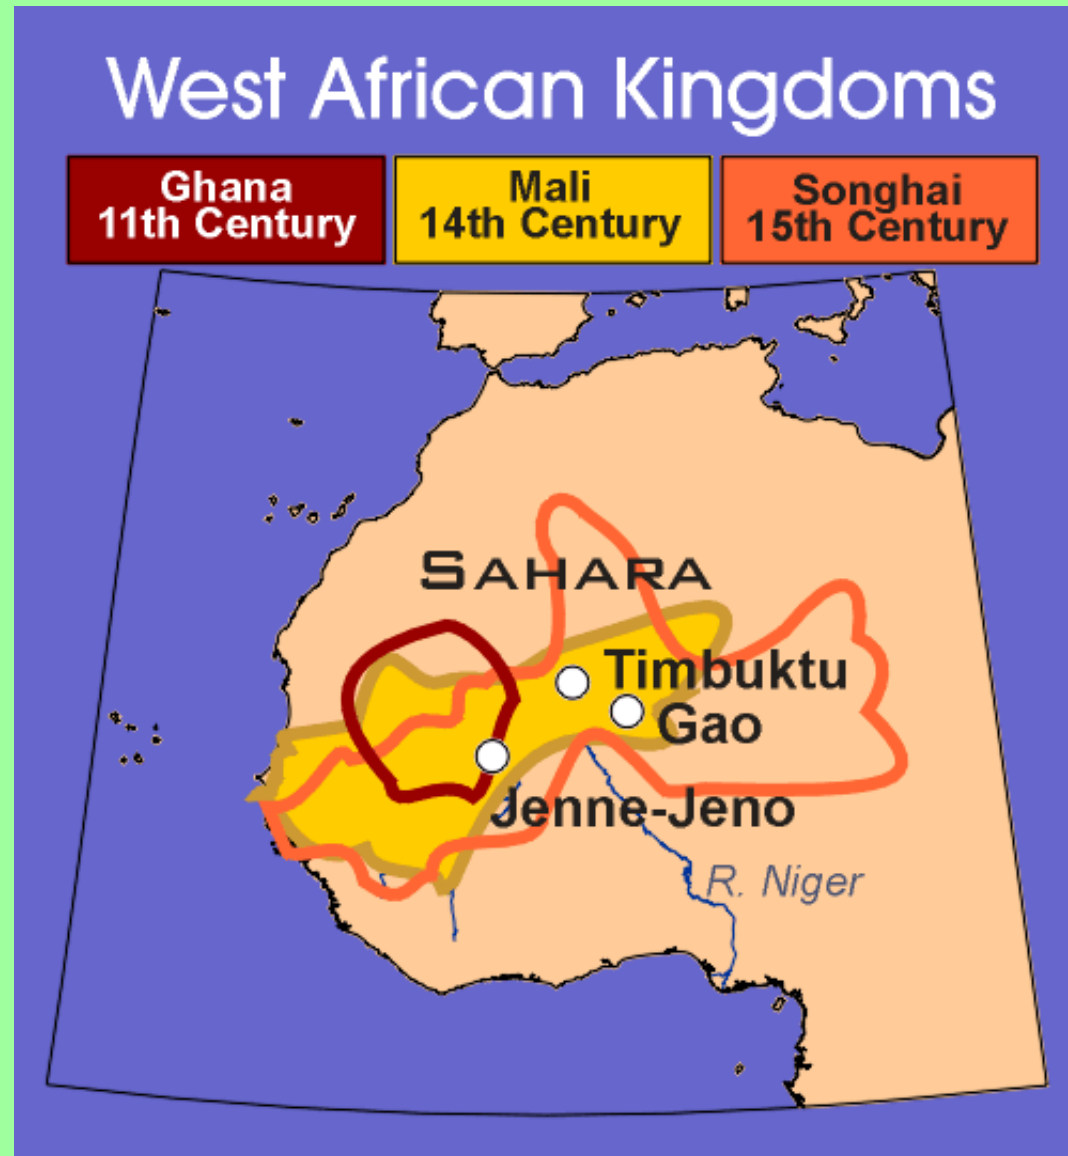 West African Kingdoms
Ghana
11th Century
Mali
14th Century
Songhai
15th Century
SAHARA
Timbuktu
Gao
Jenne-Jeno
R. Niger